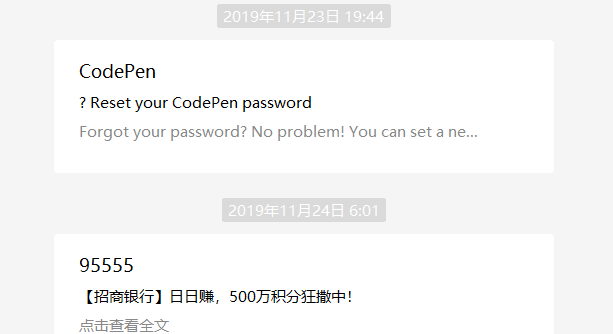 2019年11月23日 19:44
CodePen
? Reset your CodePen password
Forgot your password? No problem! You can set a ne...
2019年11月24日 6:01
95555
【招商银行】日日赚，500万积分狂撒中！
点击查看全文